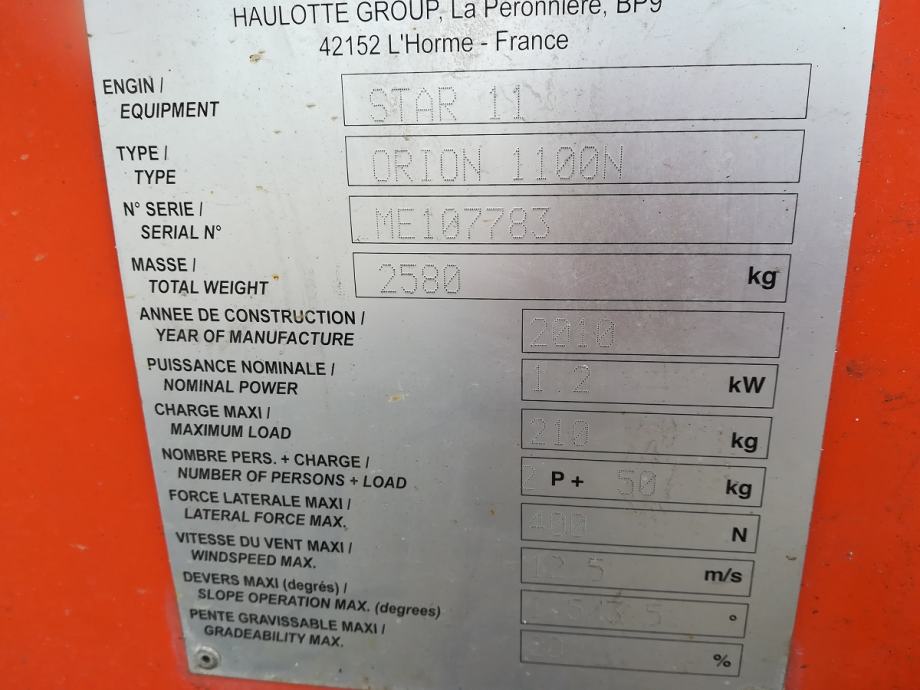 HAULOTTE GROUP, La Péronnière, BP9
42152 L'Horme - France
ENGIN /
EQUIPMENT
STAR 11
TYPE /
TYPE
ORION 1100N
N° SERIE /
SERIAL N°
ME107783
MASSE /
TOTAL WEIGHT
2580 kg
ANNEE DE CONSTRUCTION /
YEAR OF MANUFACTURE
2010
PUISSANCE NOMINALE /
NOMINAL POWER
1.2 kW
CHARGE MAXI /
MAXIMUM LOAD
210 kg
NOMBRE PERS. + CHARGE /
NUMBER OF PERSONS + LOAD
2 P + 50 kg
FORCE LATERALE MAXI /
LATERAL FORCE MAX.
400 N
VITESSE DU VENT MAXI /
WINDSPEED MAX.
12.5 m/s
DEVERS MAXI (degrés) /
SLOPE OPERATION MAX. (degrees)
°
PENTE GRAVISSABLE MAXI /
GRADEABILITY MAX.
%